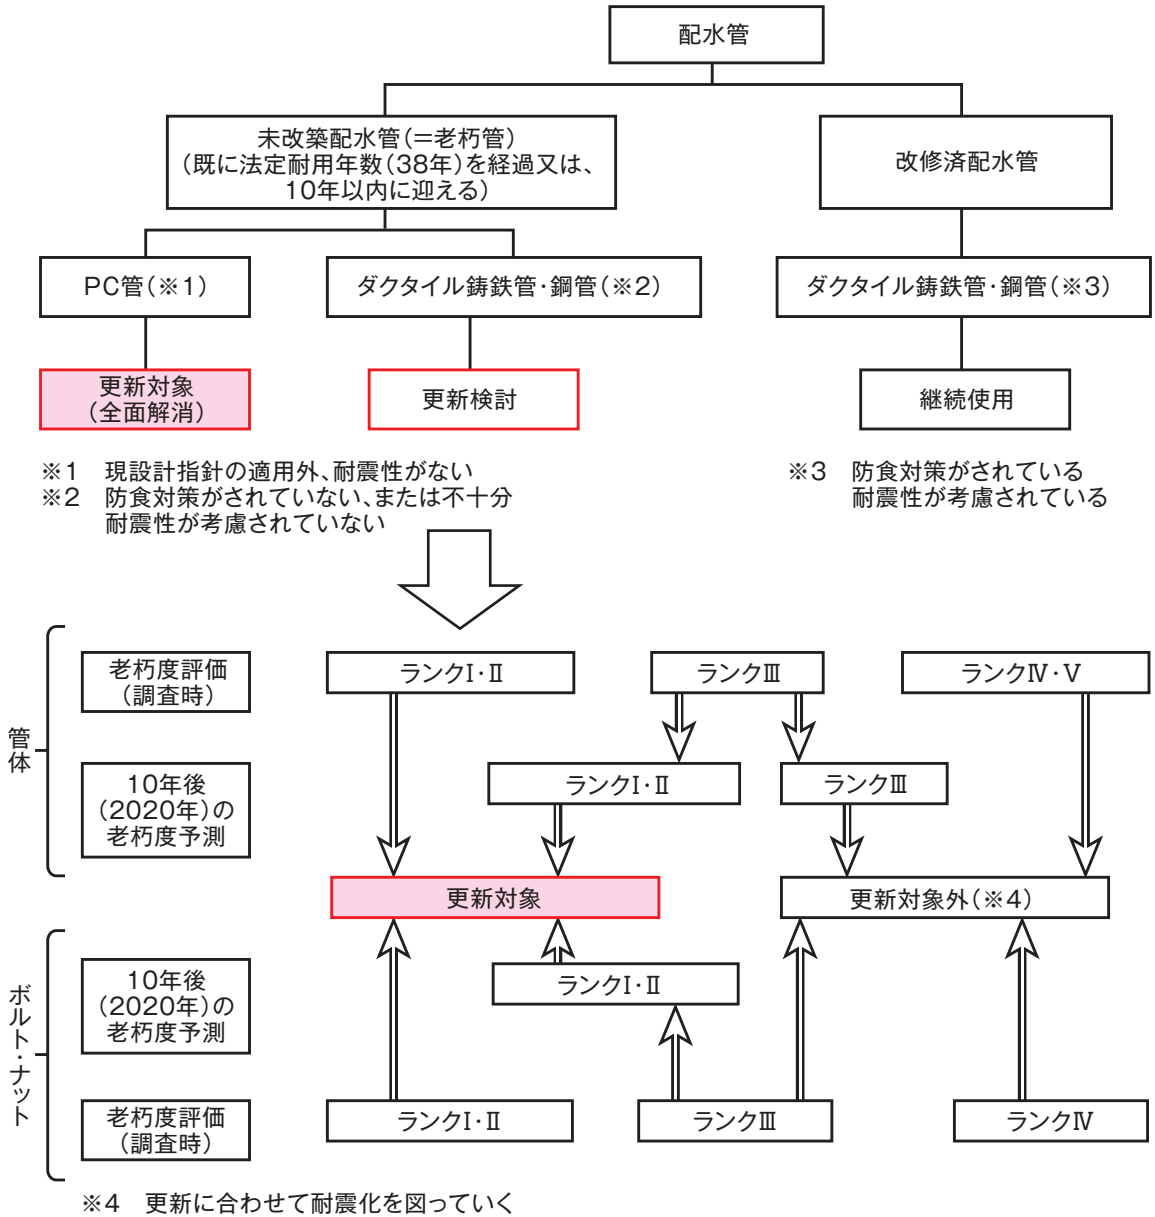 配水管
未改築配水管(＝老朽管)
(既に法定耐用年数(38年)を経過又は、
10年以内に迎える)
改修済配水管
PC管(※1)
ダクタイル鋳鉄管・鋼管(※2)
ダクタイル鋳鉄管・鋼管(※3)
更新対象
(全面解消)
更新検討
継続使用
※1 現設計指針の適用外、耐震性がない
※2 防食対策がされていない、または不十分
耐震性が考慮されていない
※3 防食対策がされている
耐震性が考慮されている
管体
老朽度評価
(調査時)
ランクⅠ・Ⅱ
ランクⅢ
ランクⅣ・Ⅴ
10年後
(2020年)の
老朽度予測
ランクⅠ・Ⅱ
ランクⅢ
更新対象
更新対象外(※4)
ボルト・ナット
10年後
(2020年)の
老朽度予測
ランクⅠ・Ⅱ
老朽度評価
(調査時)
ランクⅠ・Ⅱ
ランクⅢ
ランクⅣ
※4 更新に合わせて耐震化を図っていく